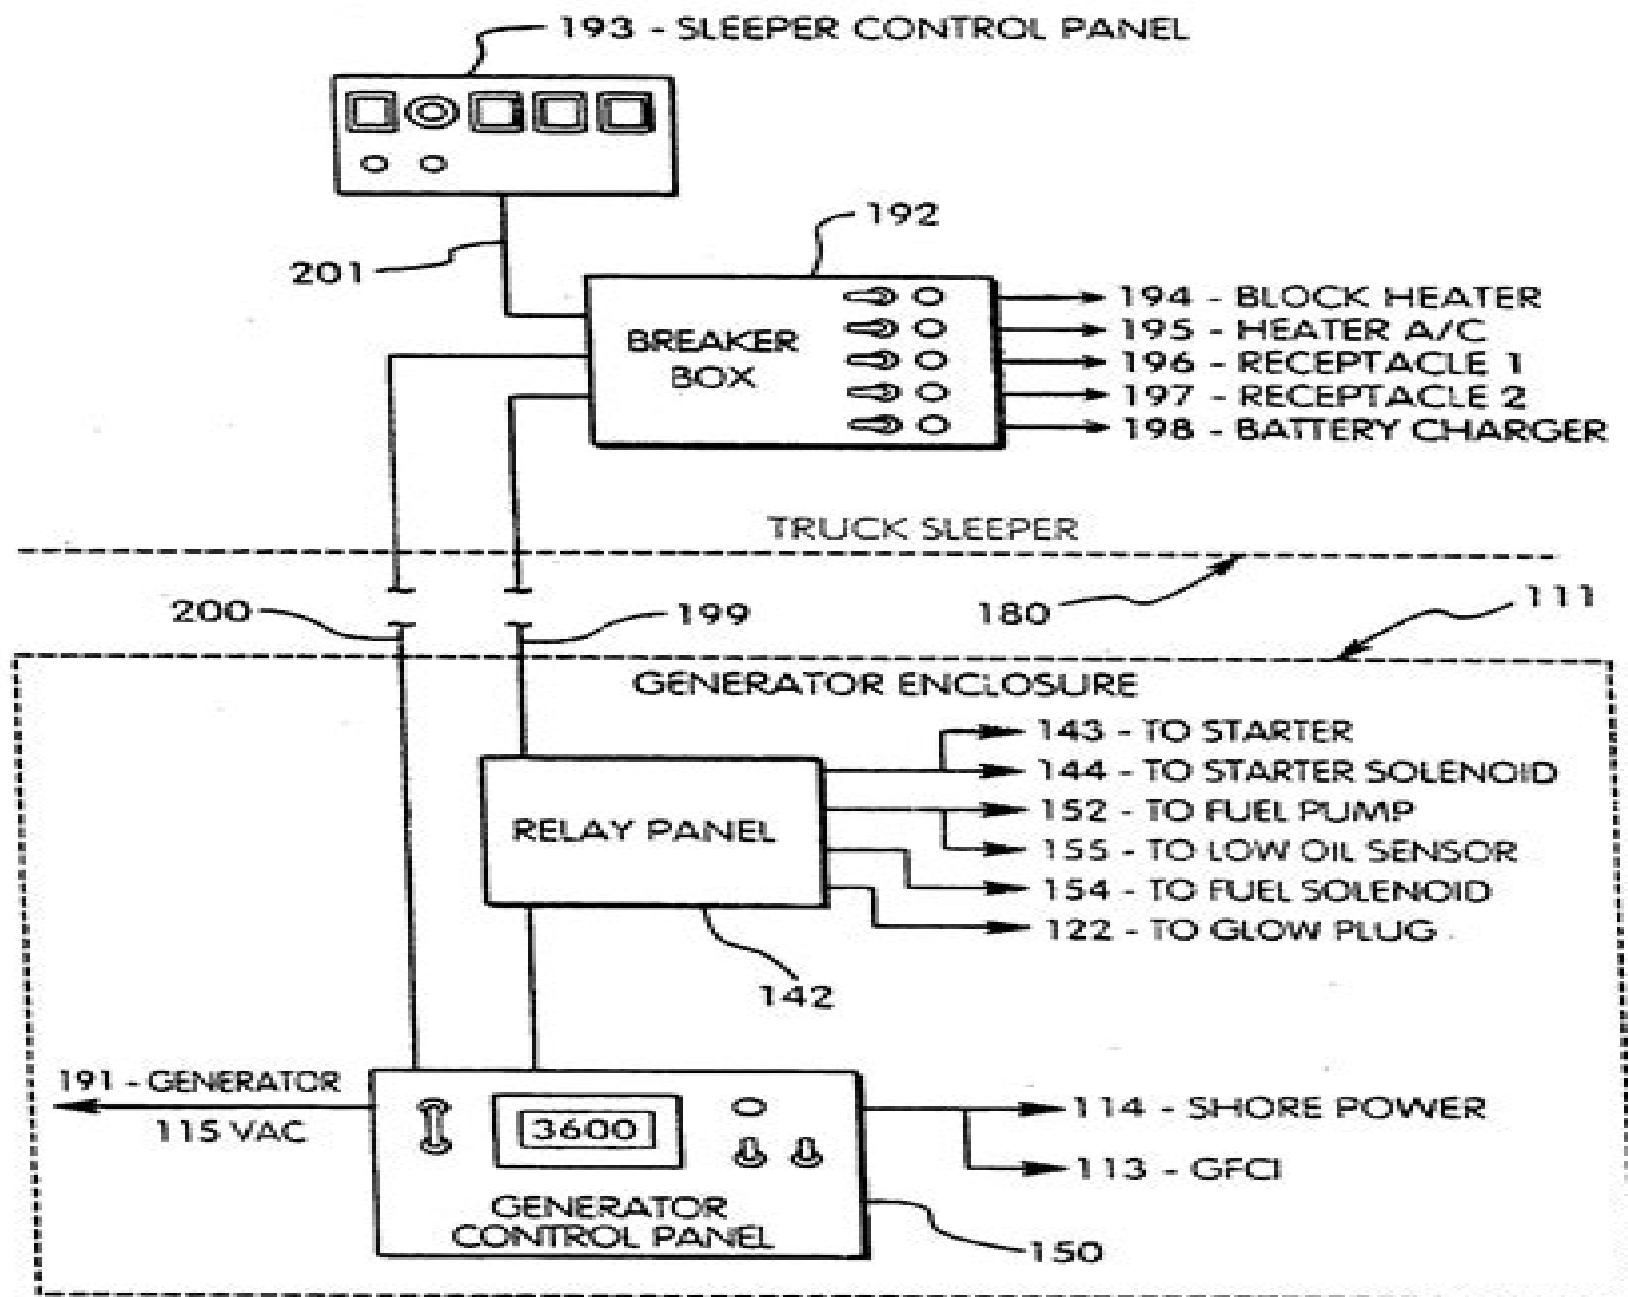 193 - SLEEPER CONTROL PANEL
192
201
BREAKER
BOX
194 - BLOCK HEATER
195 - HEATER A/C
196 - RECEPTACLE 1
197 - RECEPTACLE 2
198 - BATTERY CHARGER
TRUCK SLEEPER
200
199
180
111
GENERATOR ENCLOSURE
143 - TO STARTER
144 - TO STARTER SOLENOID
152 - TO FUEL PUMP
155 - TO LOW OIL SENSOR
154 - TO FUEL SOLENOID
122 - TO GLOW PLUG
RELAY PANEL
142
191 - GENERATOR
115 VAC
3600
GENERATOR
CONTROL PANEL
114 - SHORE POWER
113 - GFCI
150